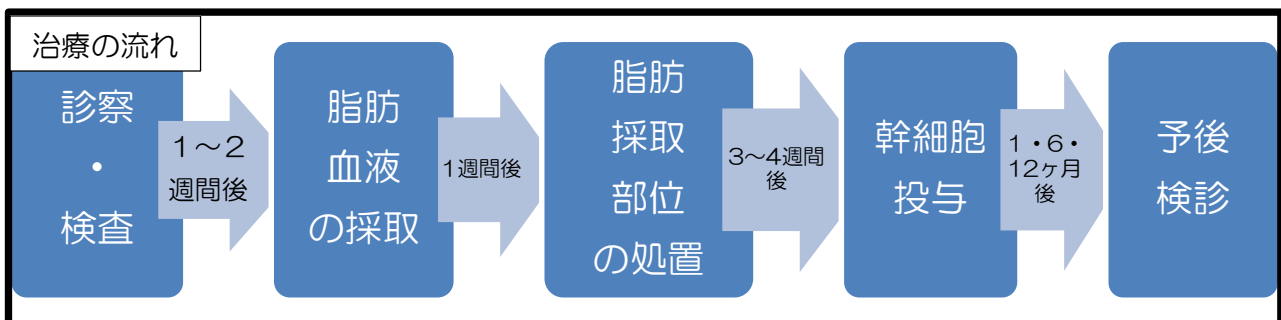 治療の流れ
診察
・
検査
1～2
週間後
脂肪
血液
の採取
1週間後
脂肪
採取
部位
の処置
3～4週間
後
幹細胞
投与
1・6・
12ヶ月
後
予後
検診